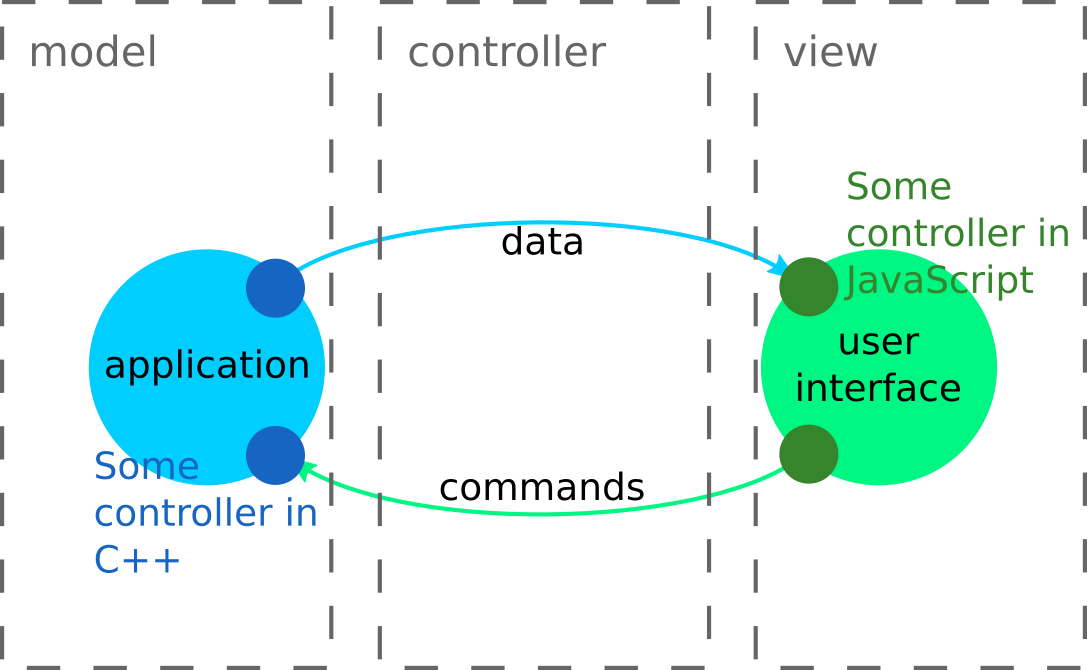 model
controller
view
Some
controller in
JavaScript
data
application
user
interface
commands
Some
controller in
C++